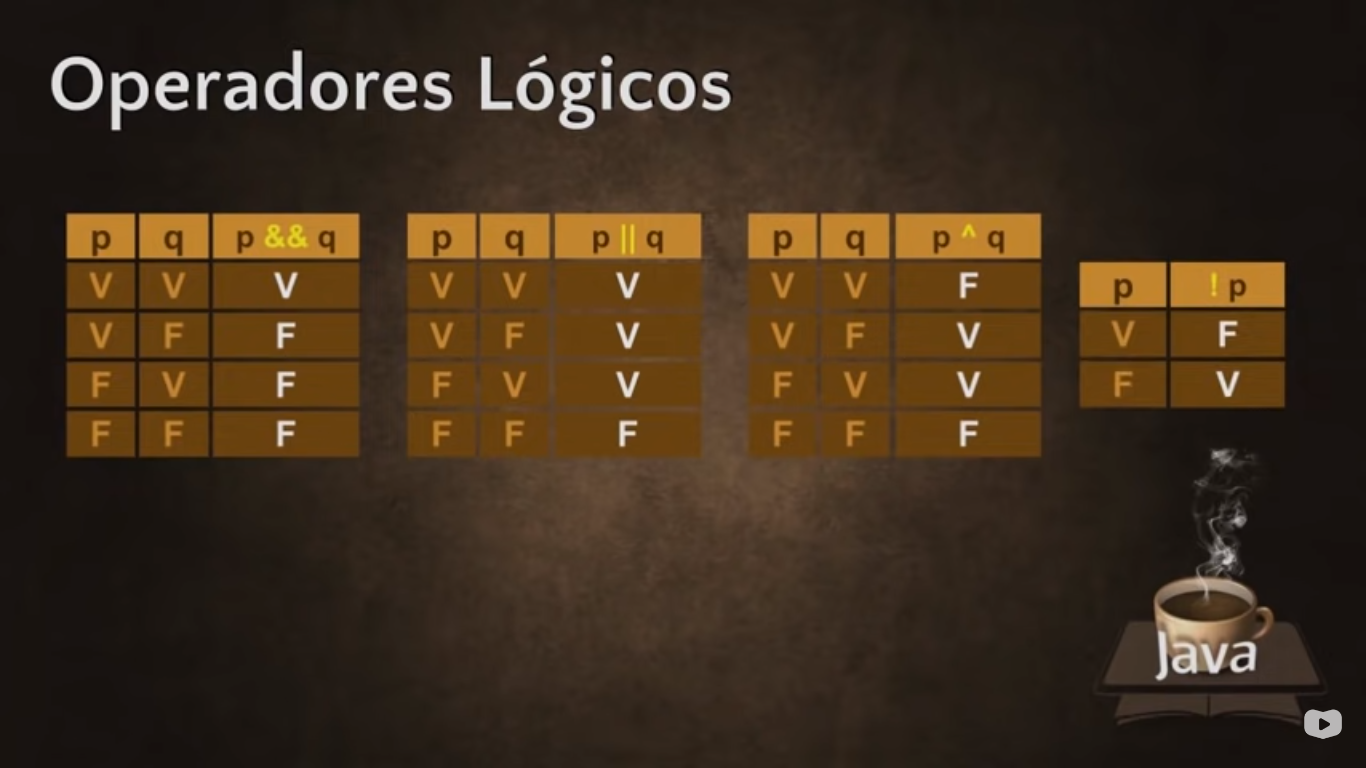 Operadores Lógicos
p q p && q
V V V
V F F
F V F
F F F
p q p || q
V V V
V F V
F V V
F F F
p q p ^ q
V V F
V F V
F V V
F F F
p ! p
V F
F V
Java